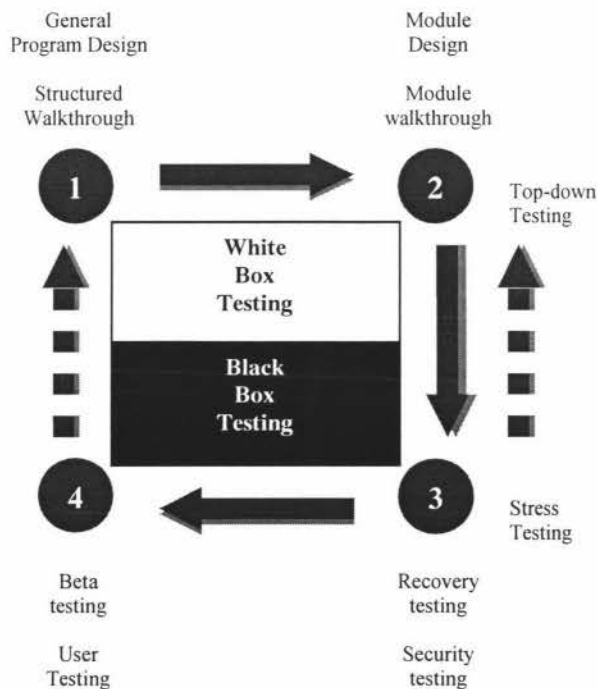 General
Program Design
Module
Design
Structured
Walkthrough
Module
walkthrough
1
2
Top-down
Testing
White
Box
Testing
Black
Box
Testing
4
3
Stress
Testing
Beta
testing
Recovery
testing
User
Testing
Security
testing